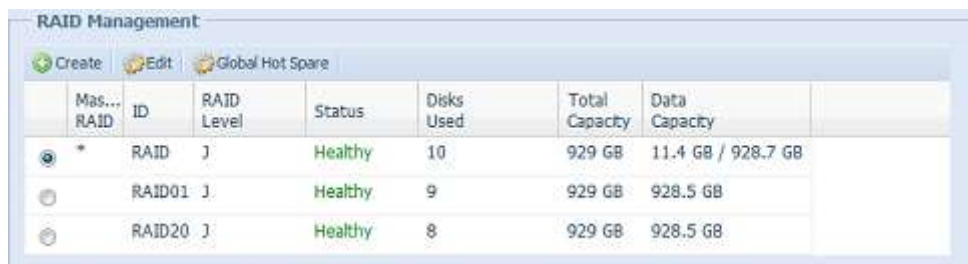 RAID Management
Create Edit Global Hot Spare
Mas... RAID ID RAID Level Status Disks Used Total Capacity Data Capacity
* RAID J Healthy 10 929 GB 11.4 GB / 928.7 GB
RAID01 J Healthy 9 929 GB 928.5 GB
RAID20 J Healthy 8 929 GB 928.5 GB